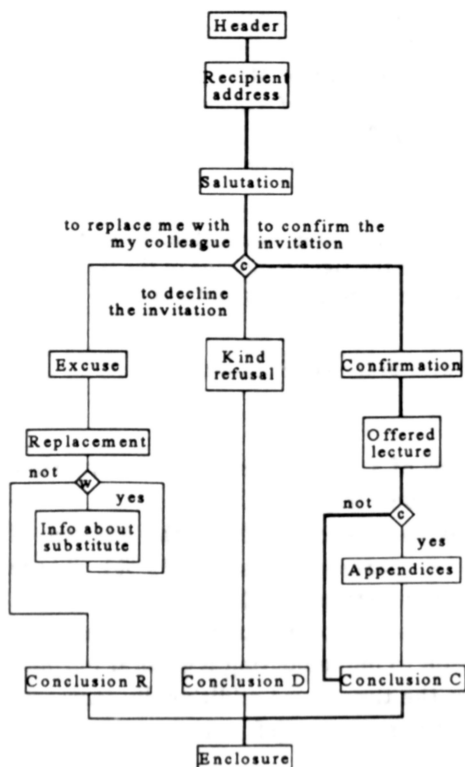 Header
Recipient
address
Salutation
to replace me with
my colleague
to confirm the
invitation
c
to decline
the invitation
Excuse
Kind
refusal
Confirmation
Replacement
Offered
lecture
not
w
yes
not
c
yes
Info about
substitute
Appendices
Conclusion R
Conclusion D
Conclusion C
Enclosure